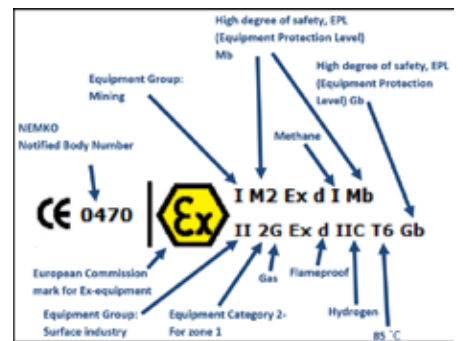 High degree of safety, EPL
(Equipment Protection Level)
Mb
High degree of safety, EPL
(Equipment Protection
Level) Gb
Equipment Group:
Mining
NEMKO
Notified Body Number
Methane
CE 0470
Ex
I M2 Ex d I Mb
II 2G Ex d IIC T6 Gb
European Commission
mark for Ex-equipment
Gas
Flameproof
Equipment Group:
Surface industry
Equipment Category 2-
For zone 1
Hydrogen
85 °C